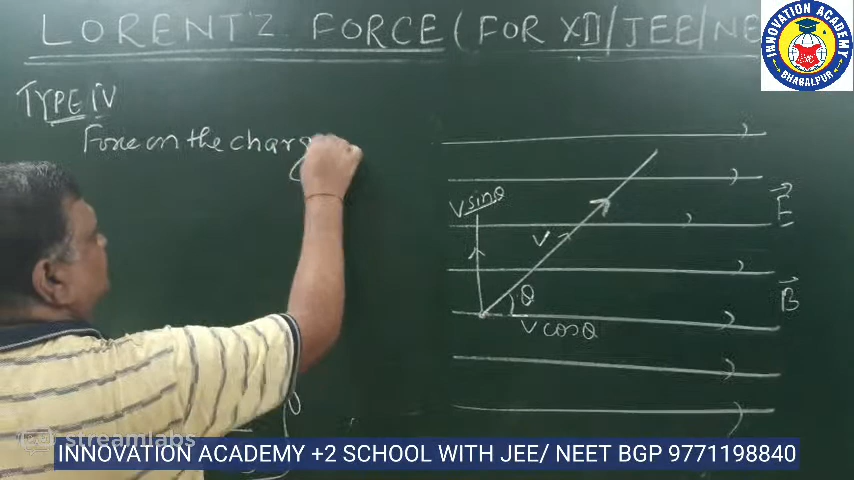 LORENT'Z FORCE (FOR XII/JEE/NE
INNOVATION ACADEMY
BHAGALPUR
TYPE IV
Force on the charg
V sinθ
V
θ
V cosθ
E
B
streamlabs
INNOVATION ACADEMY +2 SCHOOL WITH JEE/ NEET BGP 9771198840